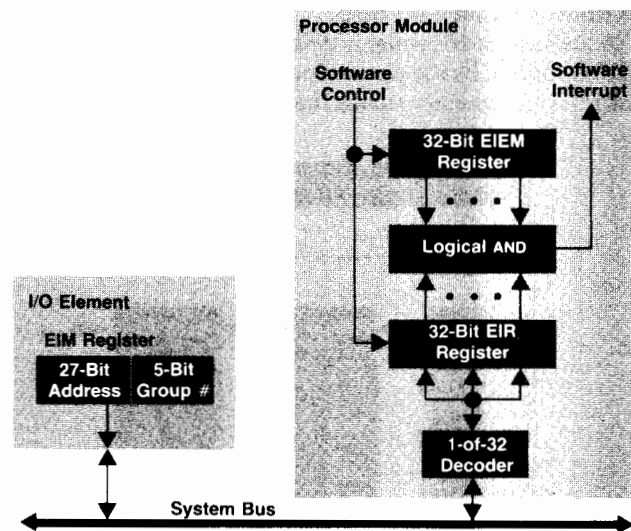 Processor Module
Software
Control
Software
Interrupt
32-Bit EIEM
Register
Logical AND
I/O Element
EIM Register
27-Bit
Address
5-Bit
Group #
32-Bit EIR
Register
1-of-32
Decoder
System Bus